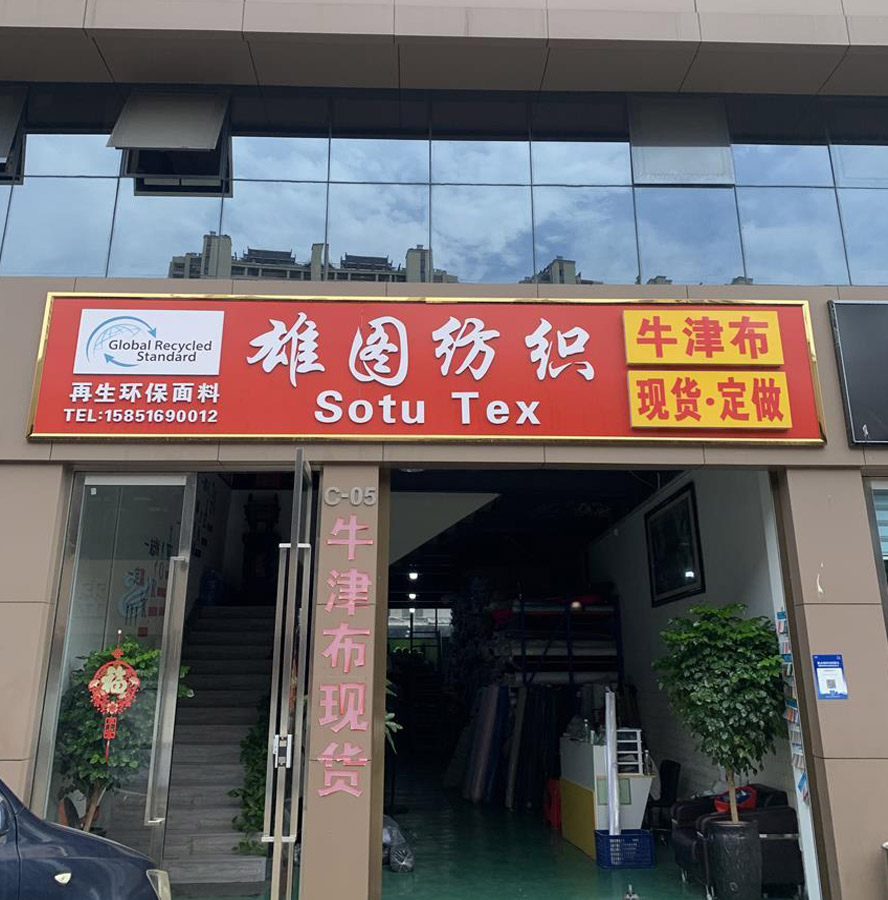 Global Recycled
Standard
再生环保面料
TEL:15851690012
雄图纺织
Sotu Tex
牛津布
现货·定做
C-05
牛津布现货
福